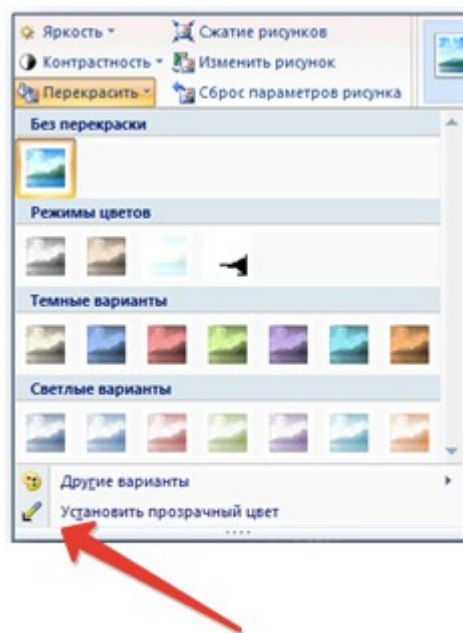 Яркость
Сжатие рисунков
Контрастность
Изменить рисунок
Перекрасить
Сброс параметров рисунка
Без перекраски
Режимы цветов
Темные варианты
Светлые варианты
Другие варианты
Установить прозрачный цвет